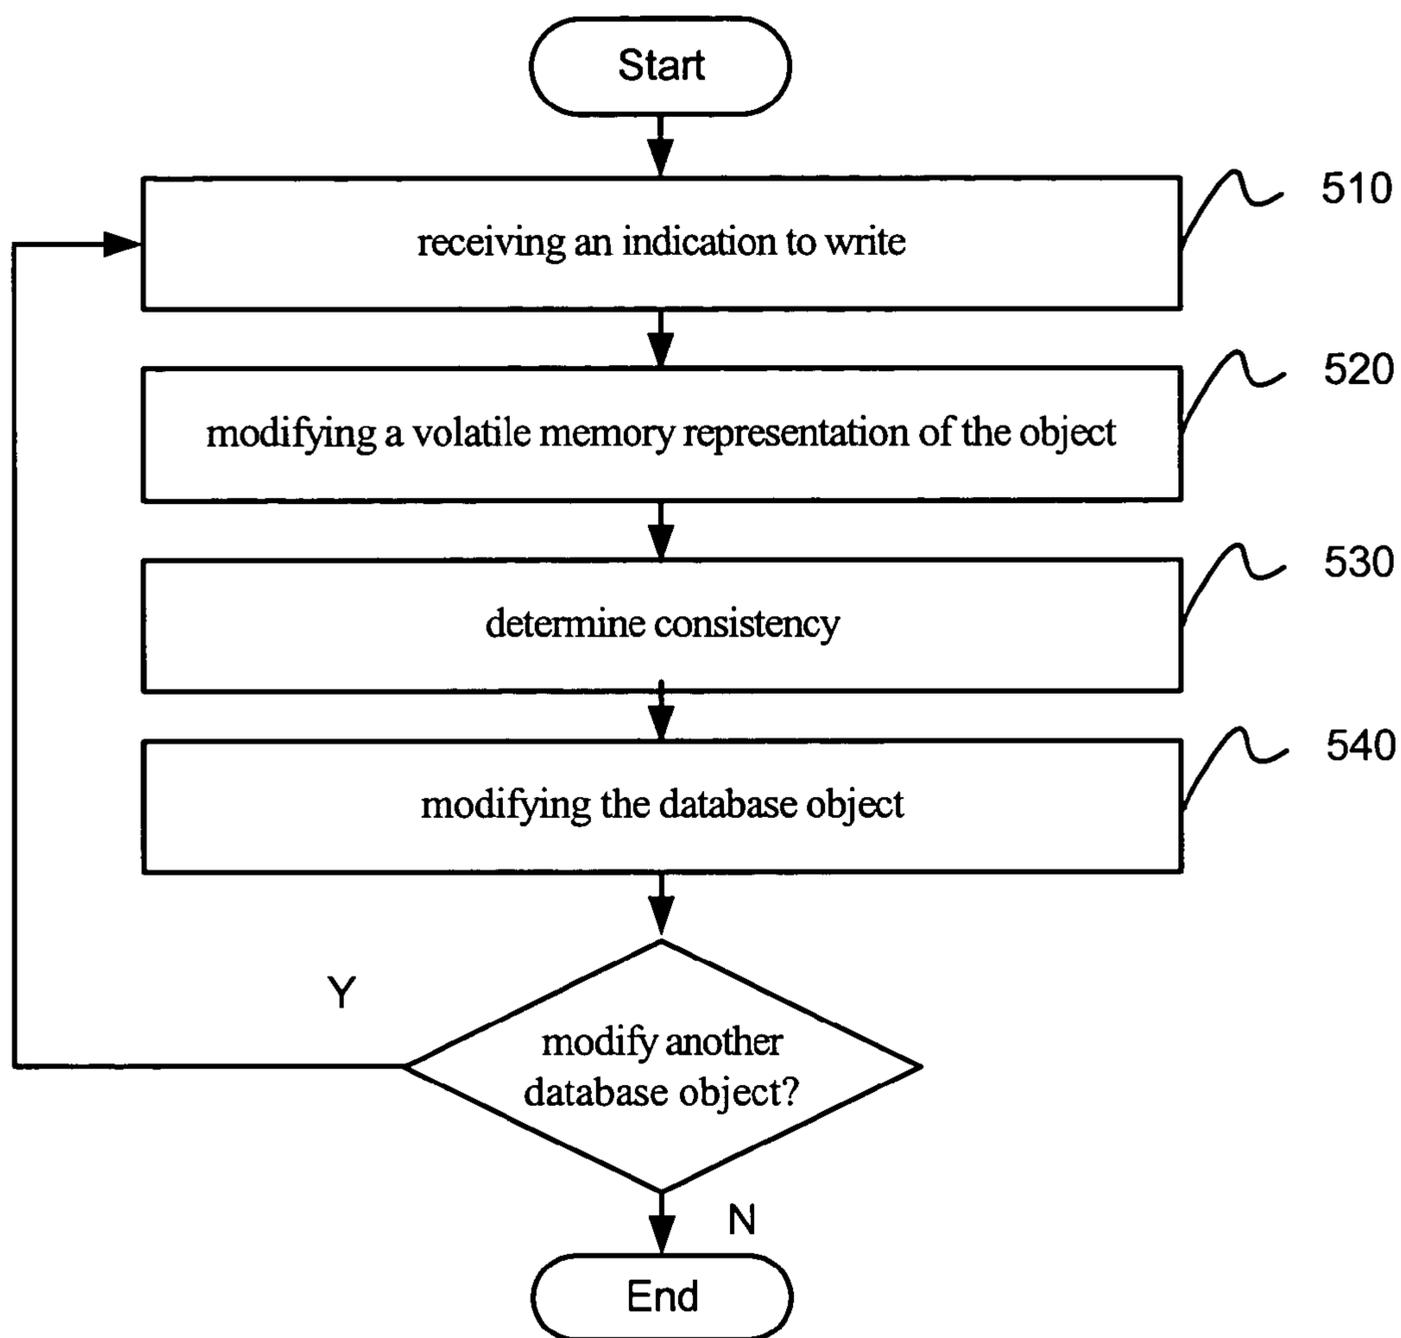 Start
receiving an indication to write
510
modifying a volatile memory representation of the object
520
determine consistency
530
modifying the database object
540
Y
modify another
database object?
N
End